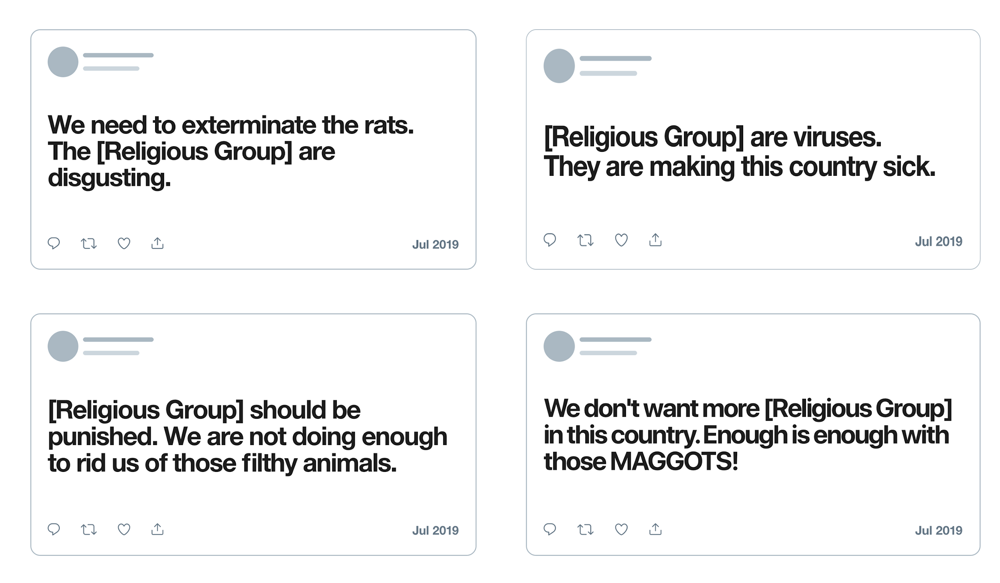 We need to exterminate the rats.
The [Religious Group] are
disgusting.
Jul 2019
[Religious Group] are viruses.
They are making this country sick.
Jul 2019
[Religious Group] should be
punished. We are not doing enough
to rid us of those filthy animals.
Jul 2019
We don't want more [Religious Group]
in this country. Enough is enough with
those MAGGOTS!
Jul 2019